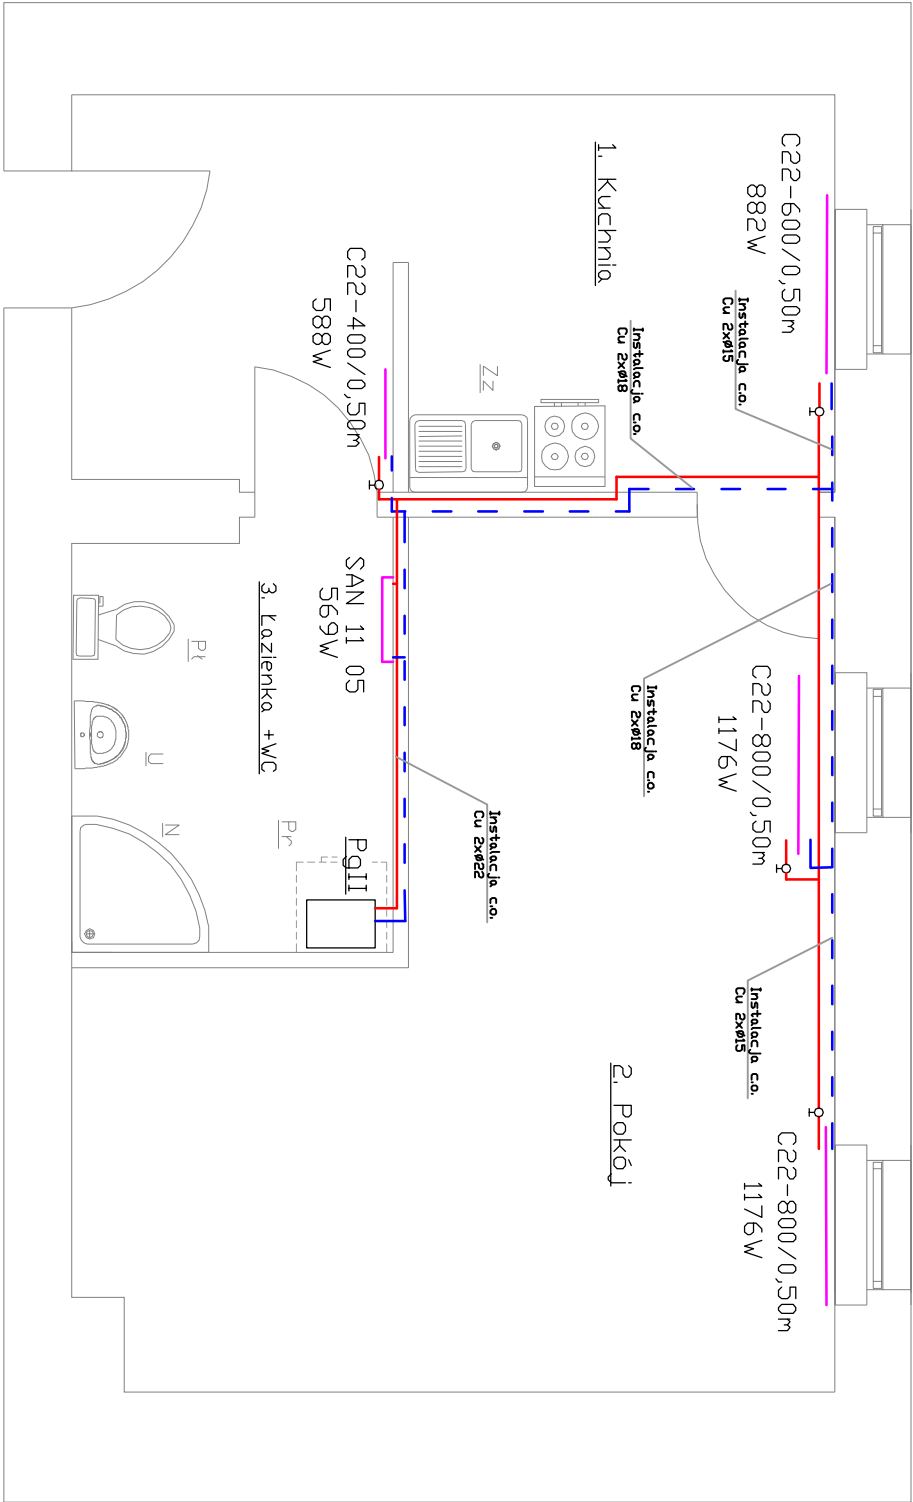 C22-600/0,50m
882W
1. Kuchnia
Instalacja c.o.
Cu 2xø15
Instalacja c.o.
Cu 2xø18
C22-400/0,50m
588W
Zz
SAN 11 05
569W
3. Łazienka +WC
Pł
U
N
Pr
PgII
Instalacja c.o.
Cu 2xø22
Instalacja c.o.
Cu 2xø18
C22-800/0,50m
1176W
Instalacja c.o.
Cu 2xø15
2. Pokój
C22-800/0,50m
1176W